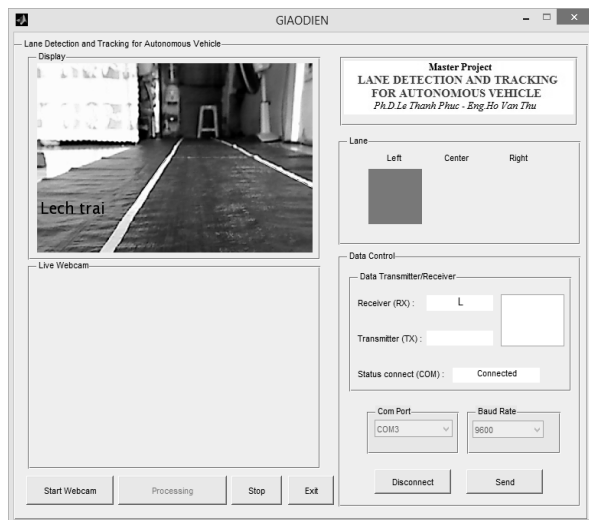 GIAODIEN
Lane Detection and Tracking for Autonomous Vehicle
Display
Lech trai
Live Webcam
Start Webcam
Processing
Stop
Exit
Master Project
LANE DETECTION AND TRACKING
FOR AUTONOMOUS VEHICLE
Ph.D.Le Thanh Phuc - Eng.Ho Van Thu
Lane
Left Center Right
Data Control
Data Transmitter/Receiver
Receiver (RX) : L
Transmitter (TX) :
Status connect (COM) : Connected
Com Port
COM3
Baud Rate
9600
Disconnect
Send